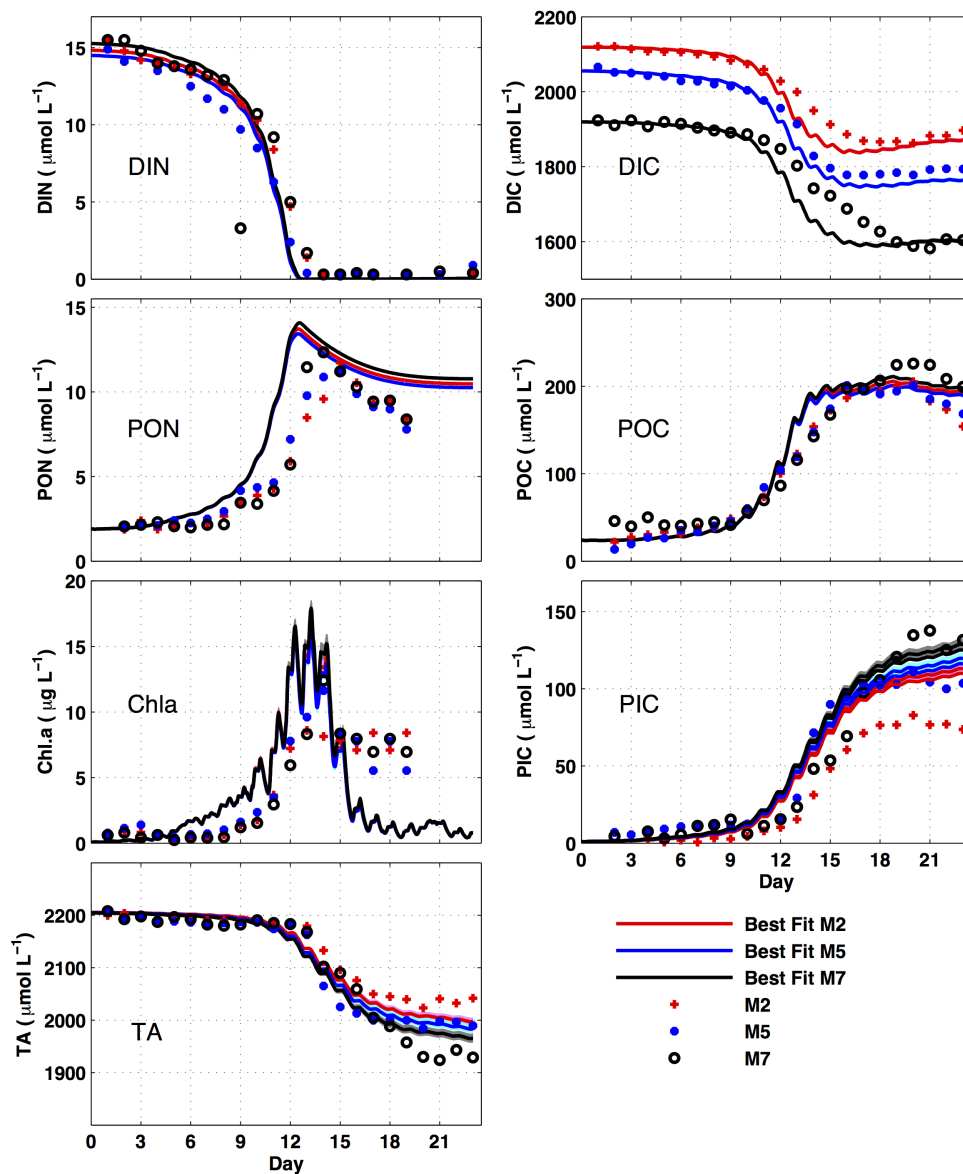 15
10
5
0
DIN ( μmol L⁻¹)
DIN
2200
2000
1800
1600
DIC ( μmol L⁻¹)
DIC
15
10
5
0
PON ( μmol L⁻¹)
PON
300
200
100
0
POC ( μmol L⁻¹)
POC
20
15
10
5
0
Chl.a ( μg L⁻¹)
Chla
150
100
50
0
PIC ( μmol L⁻¹)
PIC
0 3 6 9 12 15 18 21
Day
2200
2100
2000
1900
TA (μmol L⁻¹)
TA
0 3 6 9 12 15 18 21
Day
Best Fit M2
Best Fit M5
Best Fit M7
M2
M5
M7